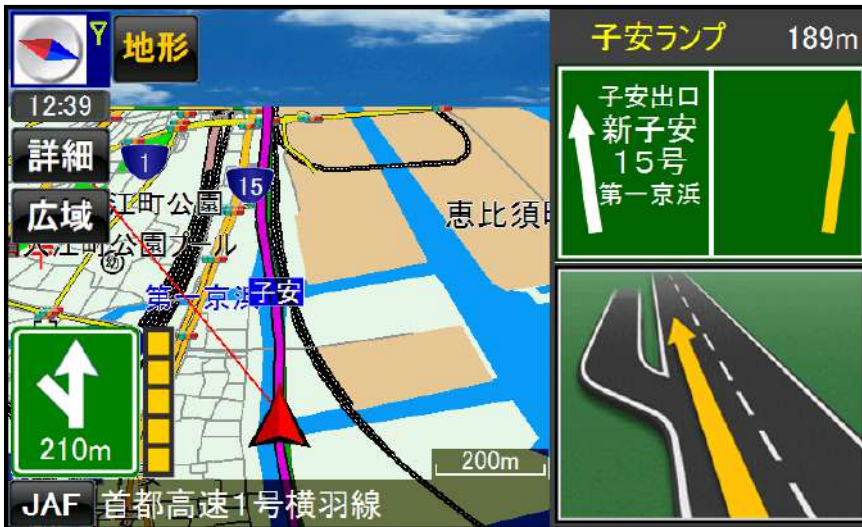 地形
12:39
詳細
広域
1
15
江町公園
江町公園プール
幼
恵比須
第一京浜
子安
210m
200m
JAF
首都高速1号横羽線
子安ランプ 189m
子安出口
新子安
15号
第一京浜